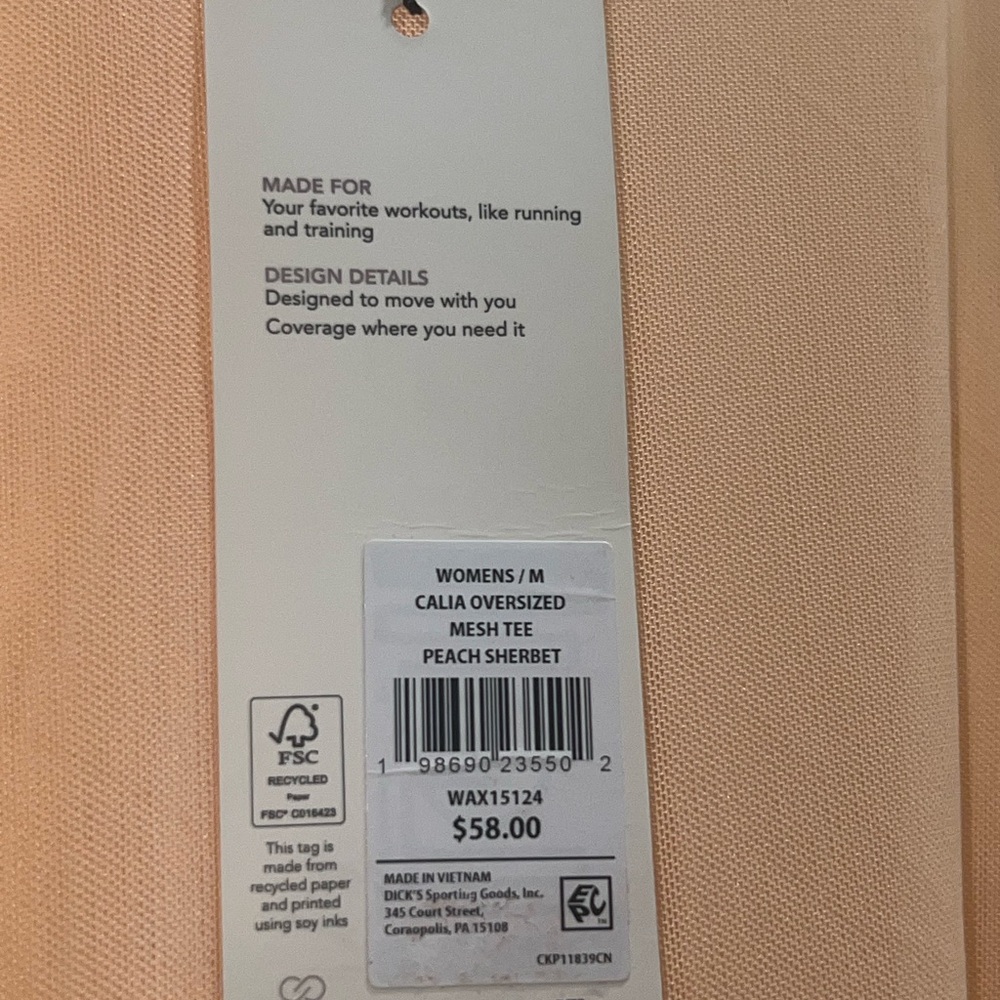 MADE FOR
Your favorite workouts, like running
and training
DESIGN DETAILS
Designed to move with you
Coverage where you need it
WOMENS / M
CALIA OVERSIZED
MESH TEE
PEACH SHERBET
1 98690 23550 2
WAX15124
$58.00
MADE IN VIETNAM
DICK'S Sporting Goods, Inc.
345 Court Street,
Coraopolis, PA 15108
EPC
TM
CKP11839CN
FSC
RECYCLED
Paper
FSC® C016423
This tag is
made from
recycled paper
and printed
using soy inks